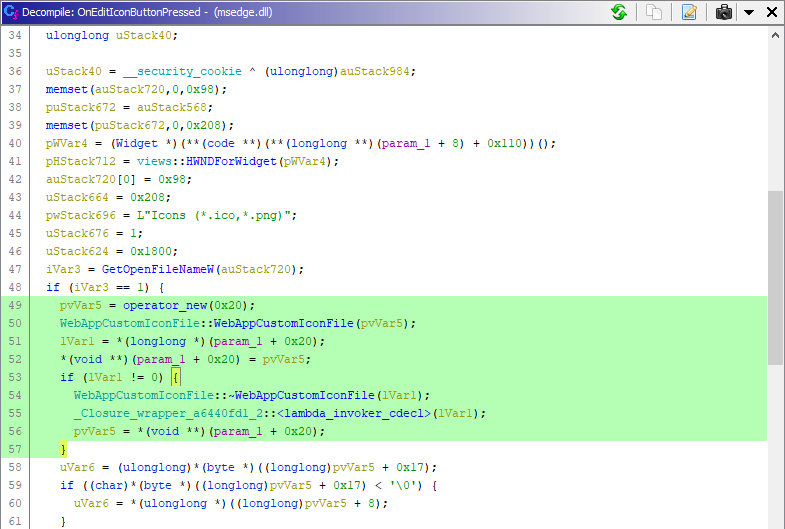 Decompile: OnEditIconButtonPressed - (msedge.dll)
34 ulonglong uStack40;
35
36 uStack40 = __security_cookie ^ (ulonglong)auStack984;
37 memset(auStack720,0,0x98);
38 puStack672 = auStack568;
39 memset(puStack672,0,0x208);
40 pWVar4 = (Widget *)(**(code **)(**(longlong **)(param_1 + 8) + 0x110))();
41 pHStack712 = views::HWNDForWidget(pWVar4);
42 auStack720[0] = 0x98;
43 uStack664 = 0x208;
44 pwStack696 = L"Icons (*.ico,*.png)";
45 uStack676 = 1;
46 uStack624 = 0x1800;
47 iVar3 = GetOpenFileNameW(auStack720);
48 if (iVar3 == 1) {
49 pvVar5 = operator_new(0x20);
50 WebAppCustomIconFile::WebAppCustomIconFile(pvVar5);
51 lVar1 = *(longlong *)(param_1 + 0x20);
52 *(void **)(param_1 + 0x20) = pvVar5;
53 if (lVar1 != 0) {
54 WebAppCustomIconFile::~WebAppCustomIconFile(lVar1);
55 _Closure_wrapper_a6440fd1_2::<lambda_invoker_cdecl>(lVar1);
56 pvVar5 = *(void **)(param_1 + 0x20);
57 }
58 uVar6 = (ulonglong)*(byte *)((longlong)pvVar5 + 0x17);
59 if ((char)*(byte *)((longlong)pvVar5 + 0x17) < '\0') {
60 uVar6 = *(ulonglong *)((longlong)pvVar5 + 8);
61 }